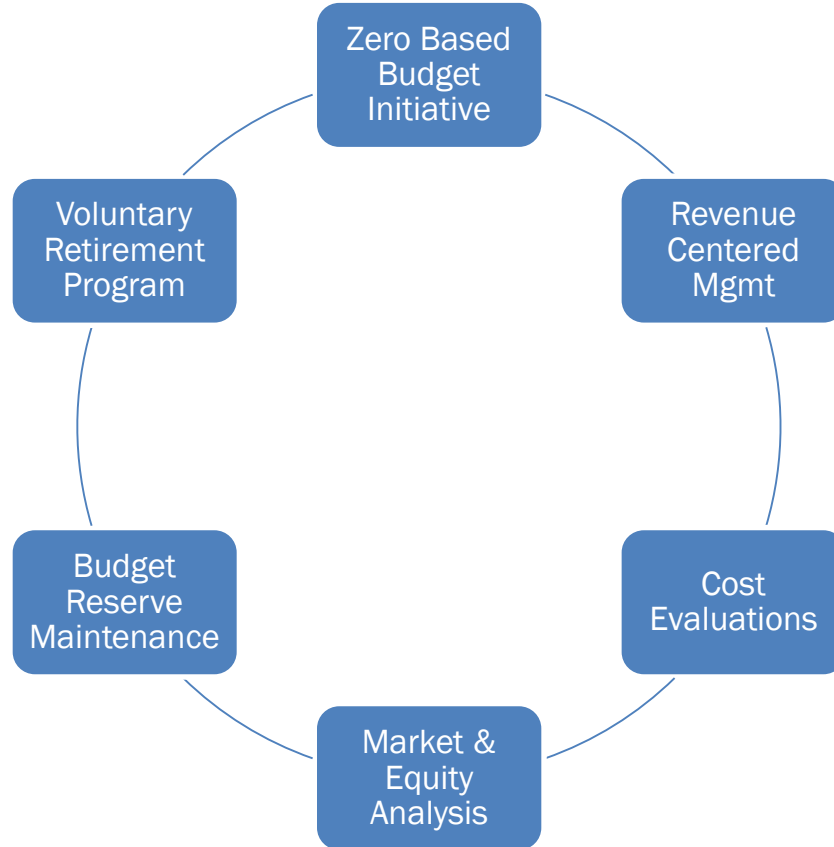 Zero Based
Budget
Initiative
Revenue
Centered
Mgmt
Cost
Evaluations
Market &
Equity
Analysis
Budget
Reserve
Maintenance
Voluntary
Retirement
Program